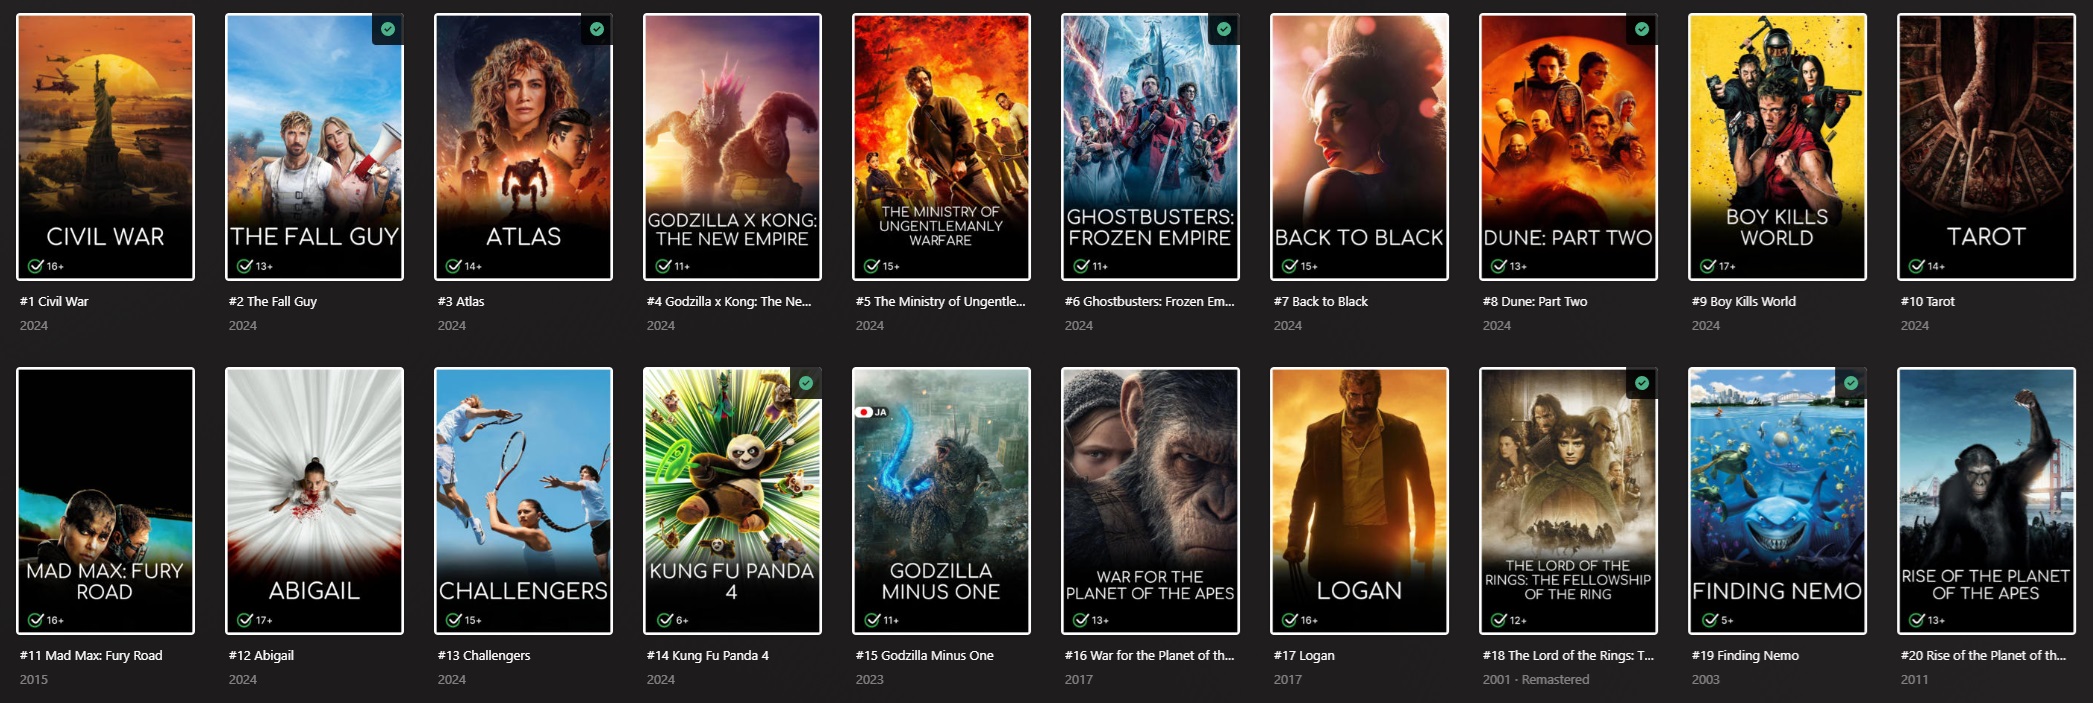 CIVIL WAR
16+
#1 Civil War
2024
THE FALL GUY
13+
#2 The Fall Guy
2024
ATLAS
14+
#3 Atlas
2024
GODZILLA X KONG:
THE NEW EMPIRE
11+
#4 Godzilla x Kong: The Ne...
2024
THE MINISTRY OF
UNGENTLEMANLY
WARFARE
15+
#5 The Ministry of Ungentle...
2024
GHOSTBUSTERS:
FROZEN EMPIRE
11+
#6 Ghostbusters: Frozen Em...
2024
BACK TO BLACK
15+
#7 Back to Black
2024
DUNE: PART TWO
13+
#8 Dune: Part Two
2024
BOY KILLS
WORLD
17+
#9 Boy Kills World
2024
TAROT
14+
#10 Tarot
2024
MAD MAX: FURY
ROAD
16+
#11 Mad Max: Fury Road
2015
ABIGAIL
17+
#12 Abigail
2024
CHALLENGERS
15+
#13 Challengers
2024
KUNG FU PANDA
4
6+
#14 Kung Fu Panda 4
2024
JA
GODZILLA
MINUS ONE
11+
#15 Godzilla Minus One
2023
WAR FOR THE
PLANET OF THE APES
13+
#16 War for the Planet of th...
2017
LOGAN
16+
#17 Logan
2017
THE LORD OF THE
RINGS: THE FELLOWSHIP
OF THE RING
12+
#18 The Lord of the Rings: T...
2001 · Remastered
FINDING NEMO
5+
#19 Finding Nemo
2003
RISE OF THE PLANET
OF THE APES
13+
#20 Rise of the Planet of th...
2011